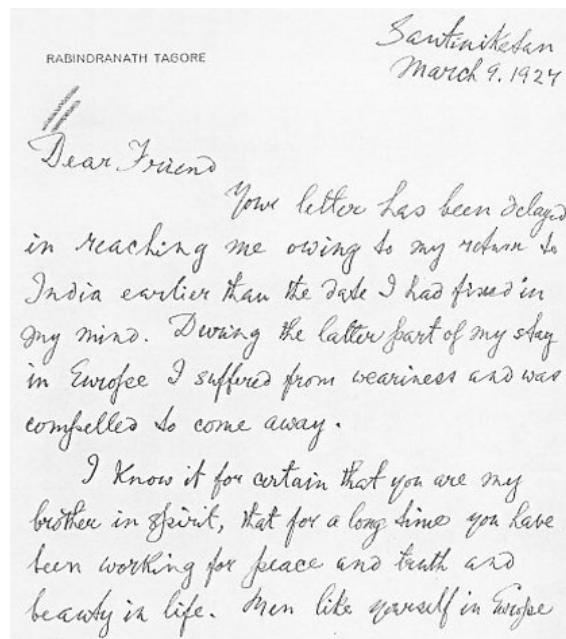 RABINDRANATH TAGORE
Santiniketan
March 9. 1927
Dear Friend
Your letter has been delayed
in reaching me owing to my return to
India earlier than the date I had fixed in
my mind. During the latter part of my stay
in Europe I suffered from weariness and was
compelled to come away.
I know it for certain that you are my
brother in spirit, that for a long time you have
been working for peace and truth and
beauty in life. Men like yourself in Europe